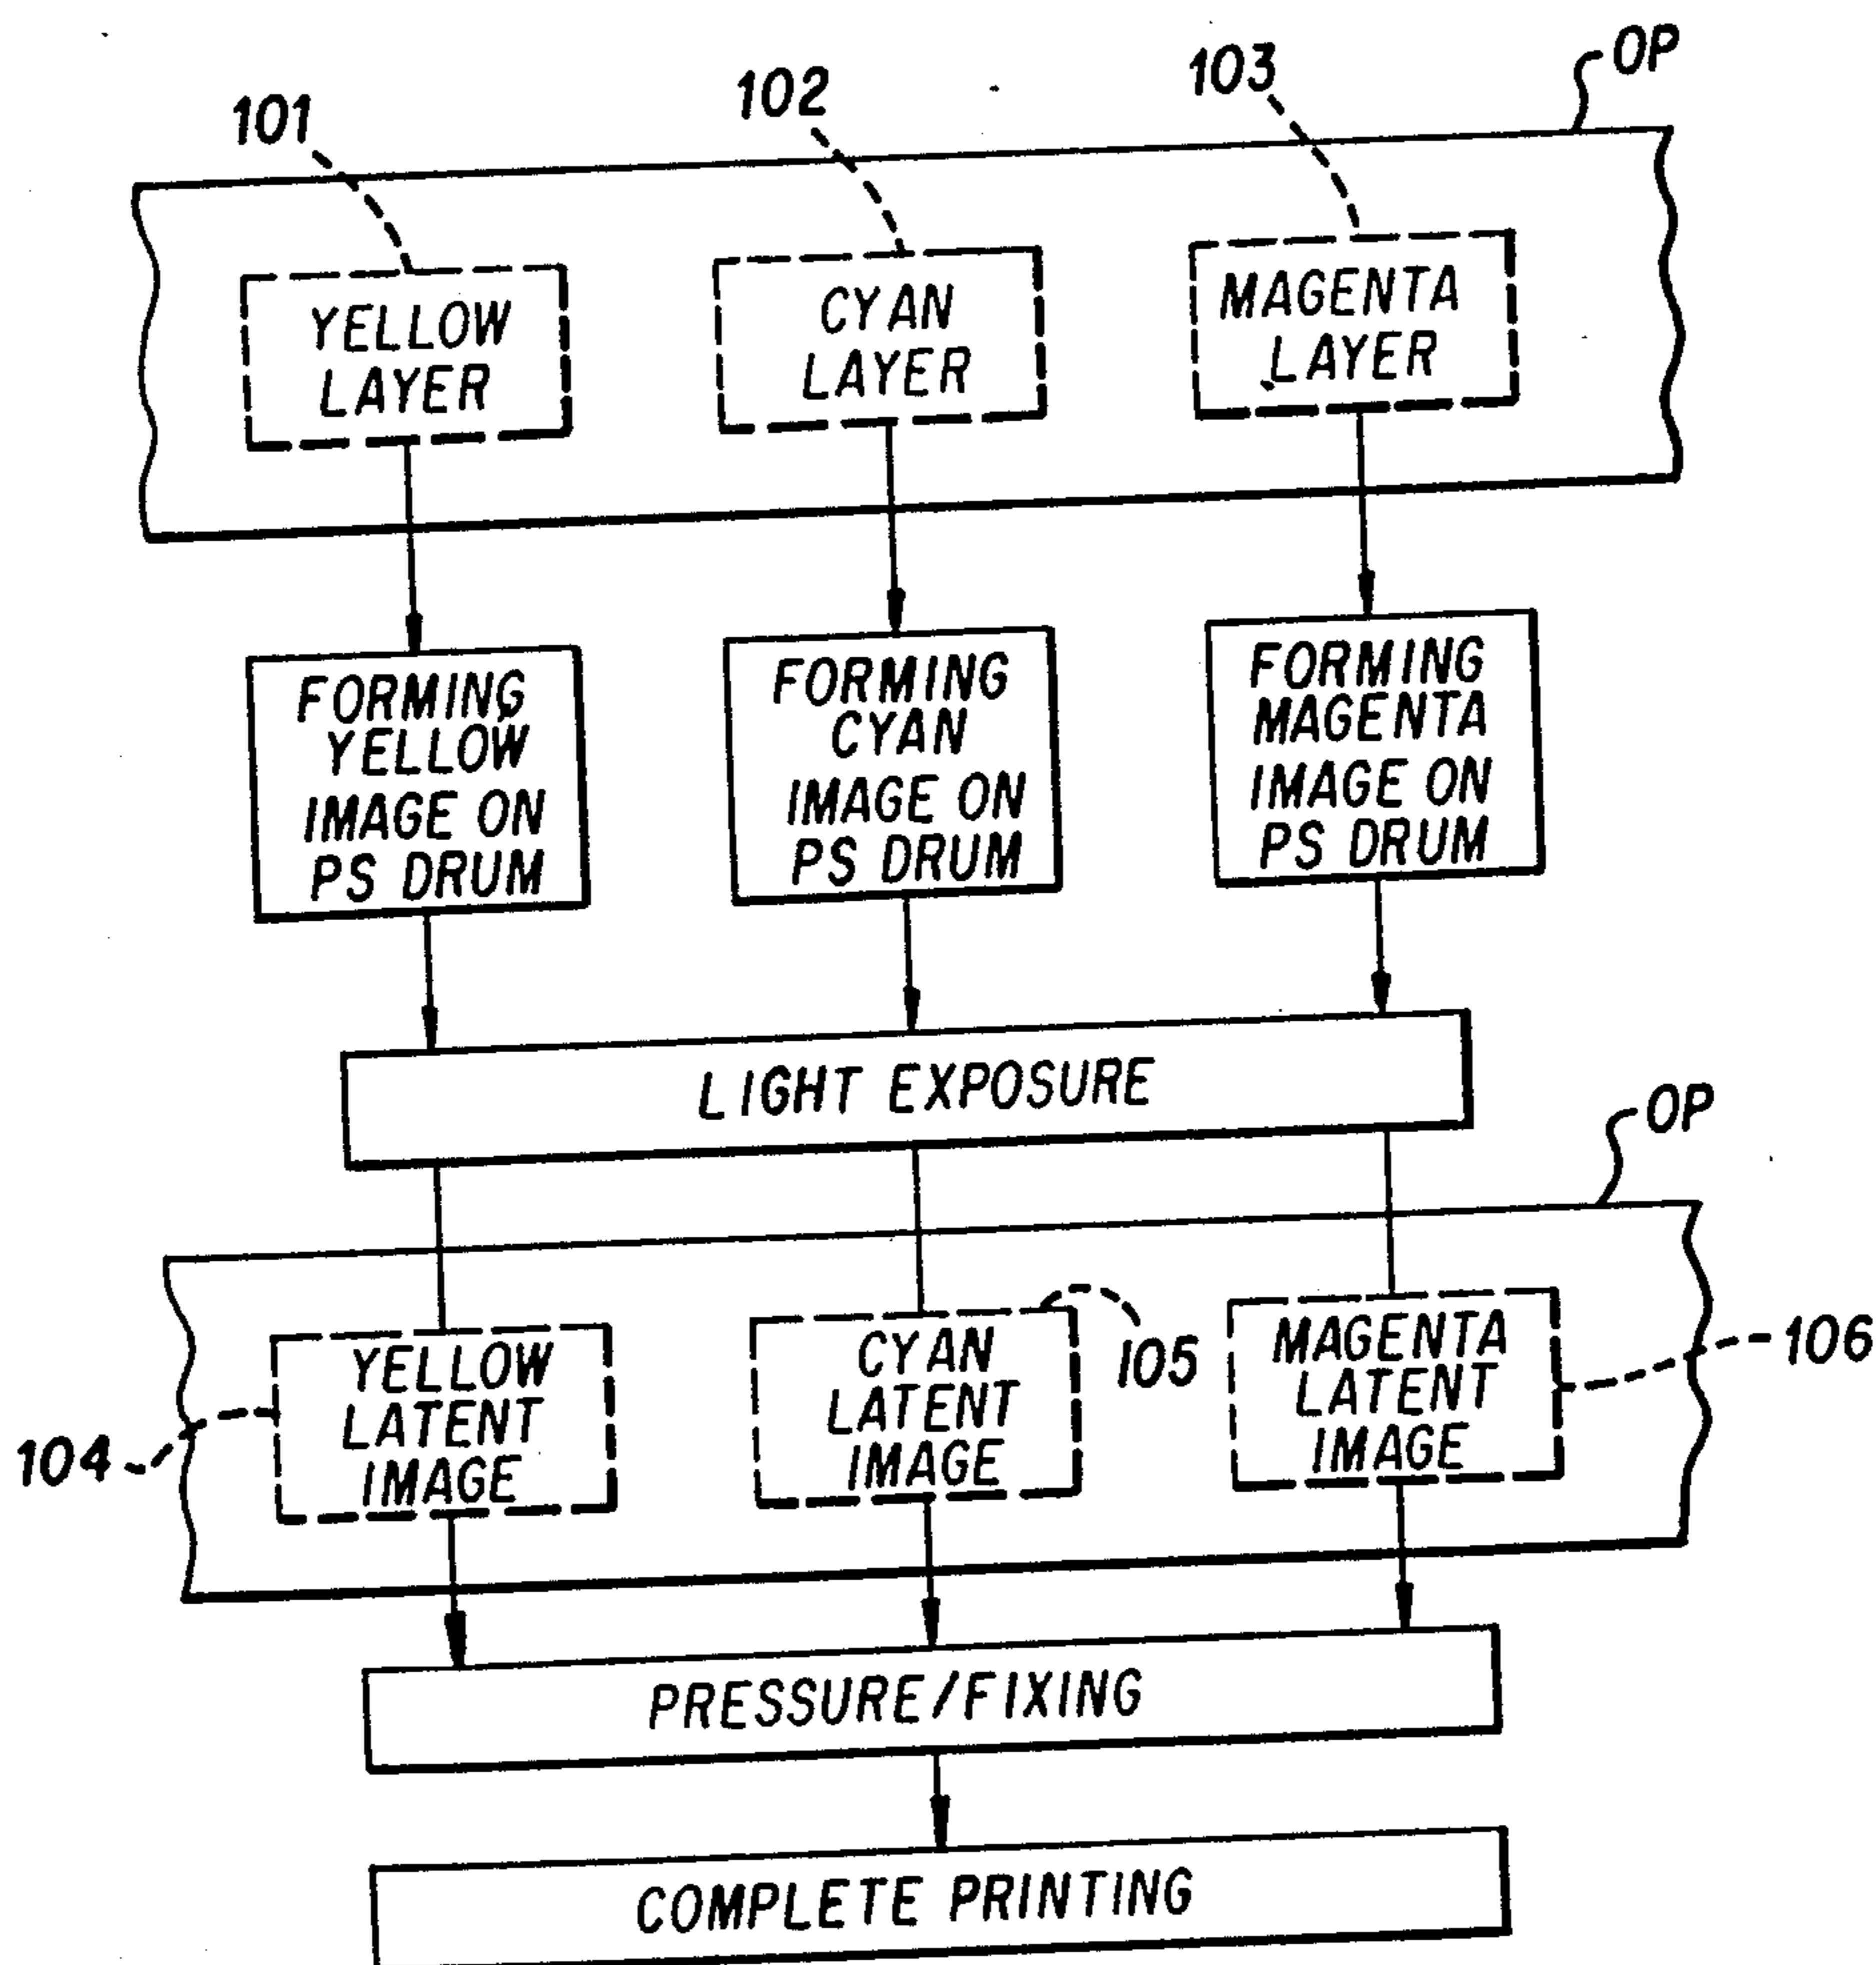 OP
103
102
101
YELLOW
LAYER
CYAN
LAYER
MAGENTA
LAYER
FORMING
YELLOW
IMAGE ON
PS DRUM
FORMING
CYAN
IMAGE ON
PS DRUM
FORMING
MAGENTA
IMAGE ON
PS DRUM
LIGHT EXPOSURE
OP
YELLOW
LATENT
IMAGE
104
CYAN
LATENT
IMAGE
105
MAGENTA
LATENT
IMAGE
106
PRESSURE/FIXING
COMPLETE PRINTING